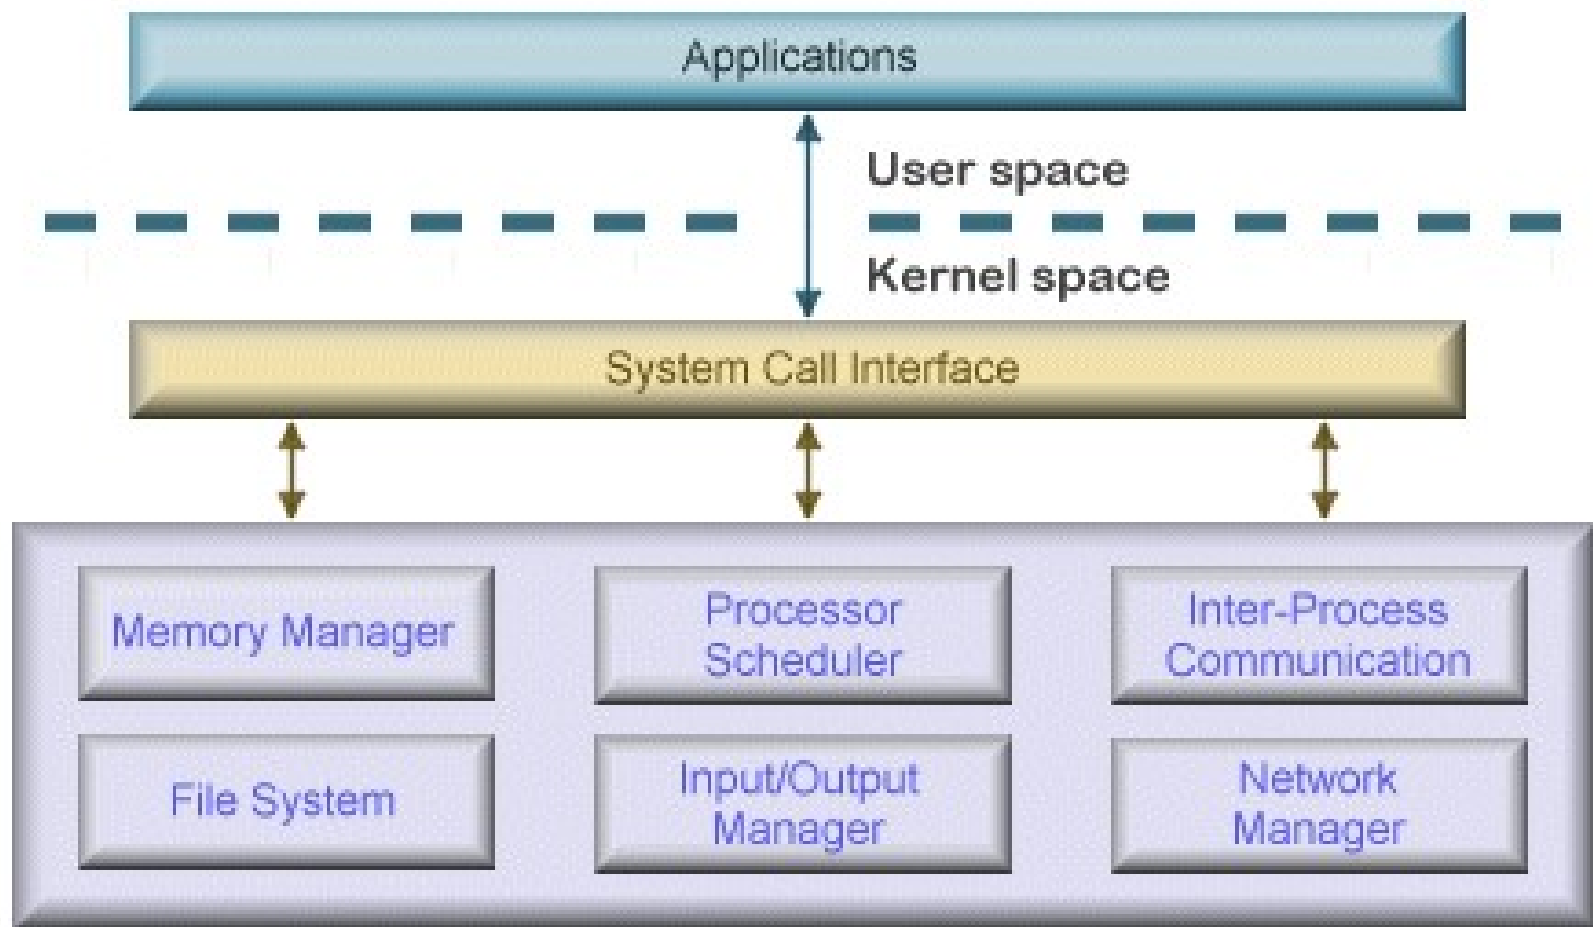 Applications
User space
Kernel space
System Call Interface
Memory Manager
Processor
Scheduler
Inter-Process
Communication
File System
Input/Output
Manager
Network
Manager